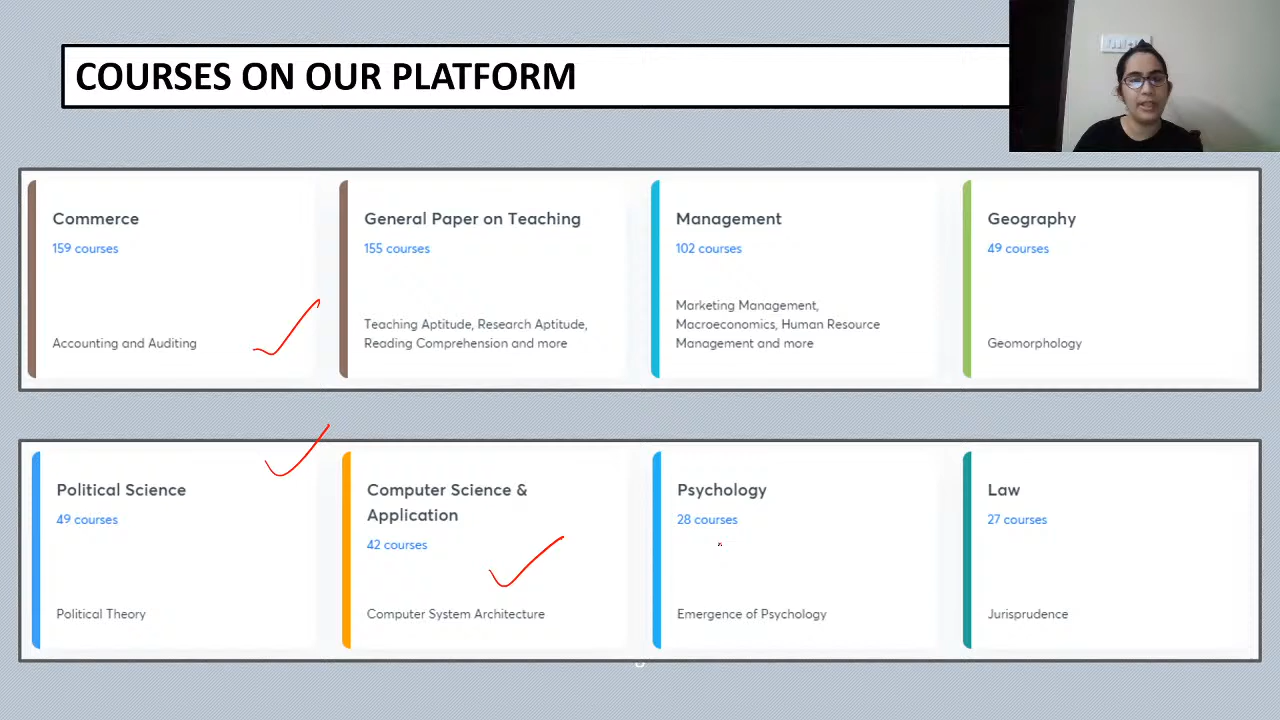 COURSES ON OUR PLATFORM
Commerce
159 courses
Accounting and Auditing
General Paper on Teaching
155 courses
Teaching Aptitude, Research Aptitude,
Reading Comprehension and more
Management
102 courses
Marketing Management,
Macroeconomics, Human Resource
Management and more
Geography
49 courses
Geomorphology
Political Science
49 courses
Political Theory
Computer Science &
Application
42 courses
Computer System Architecture
Psychology
28 courses
Emergence of Psychology
Law
27 courses
Jurisprudence